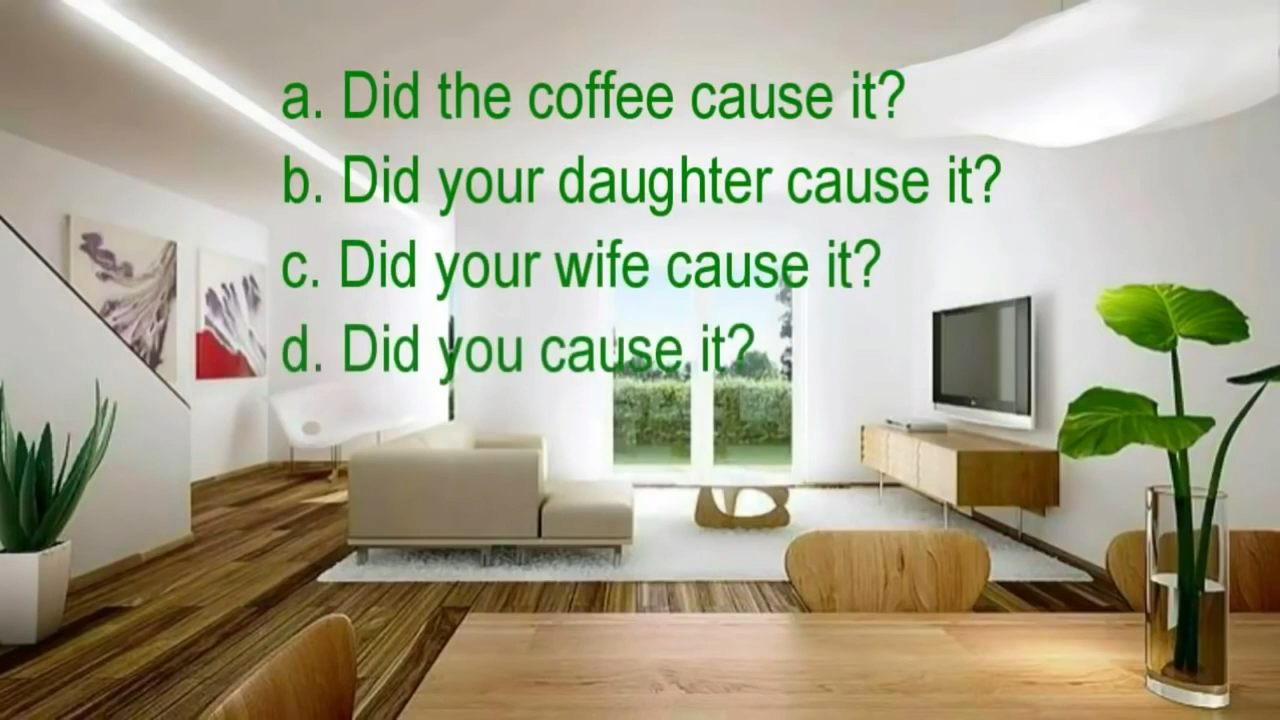 a. Did the coffee cause it?
b. Did your daughter cause it?
c. Did your wife cause it?
d. Did you cause it?